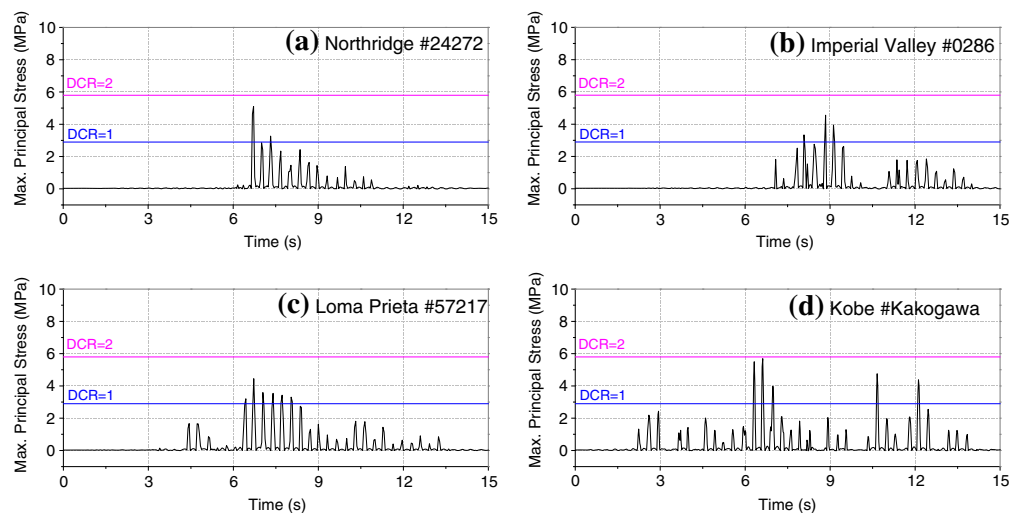 (a) Northridge #24272
Max. Principal Stress (MPa)
10
8
6
4
2
0
DCR=2
DCR=1
0 3 6 9 12 15
Time (s)
(b) Imperial Valley #0286
Max. Principal Stress (MPa)
10
8
6
4
2
0
DCR=2
DCR=1
0 3 6 9 12 15
Time (s)
(c) Loma Prieta #57217
Max. Principal Stress (MPa)
10
8
6
4
2
0
DCR=2
DCR=1
0 3 6 9 12 15
Time (s)
(d) Kobe #Kakogawa
Max. Principal Stress (MPa)
10
8
6
4
2
0
DCR=2
DCR=1
0 3 6 9 12 15
Time (s)